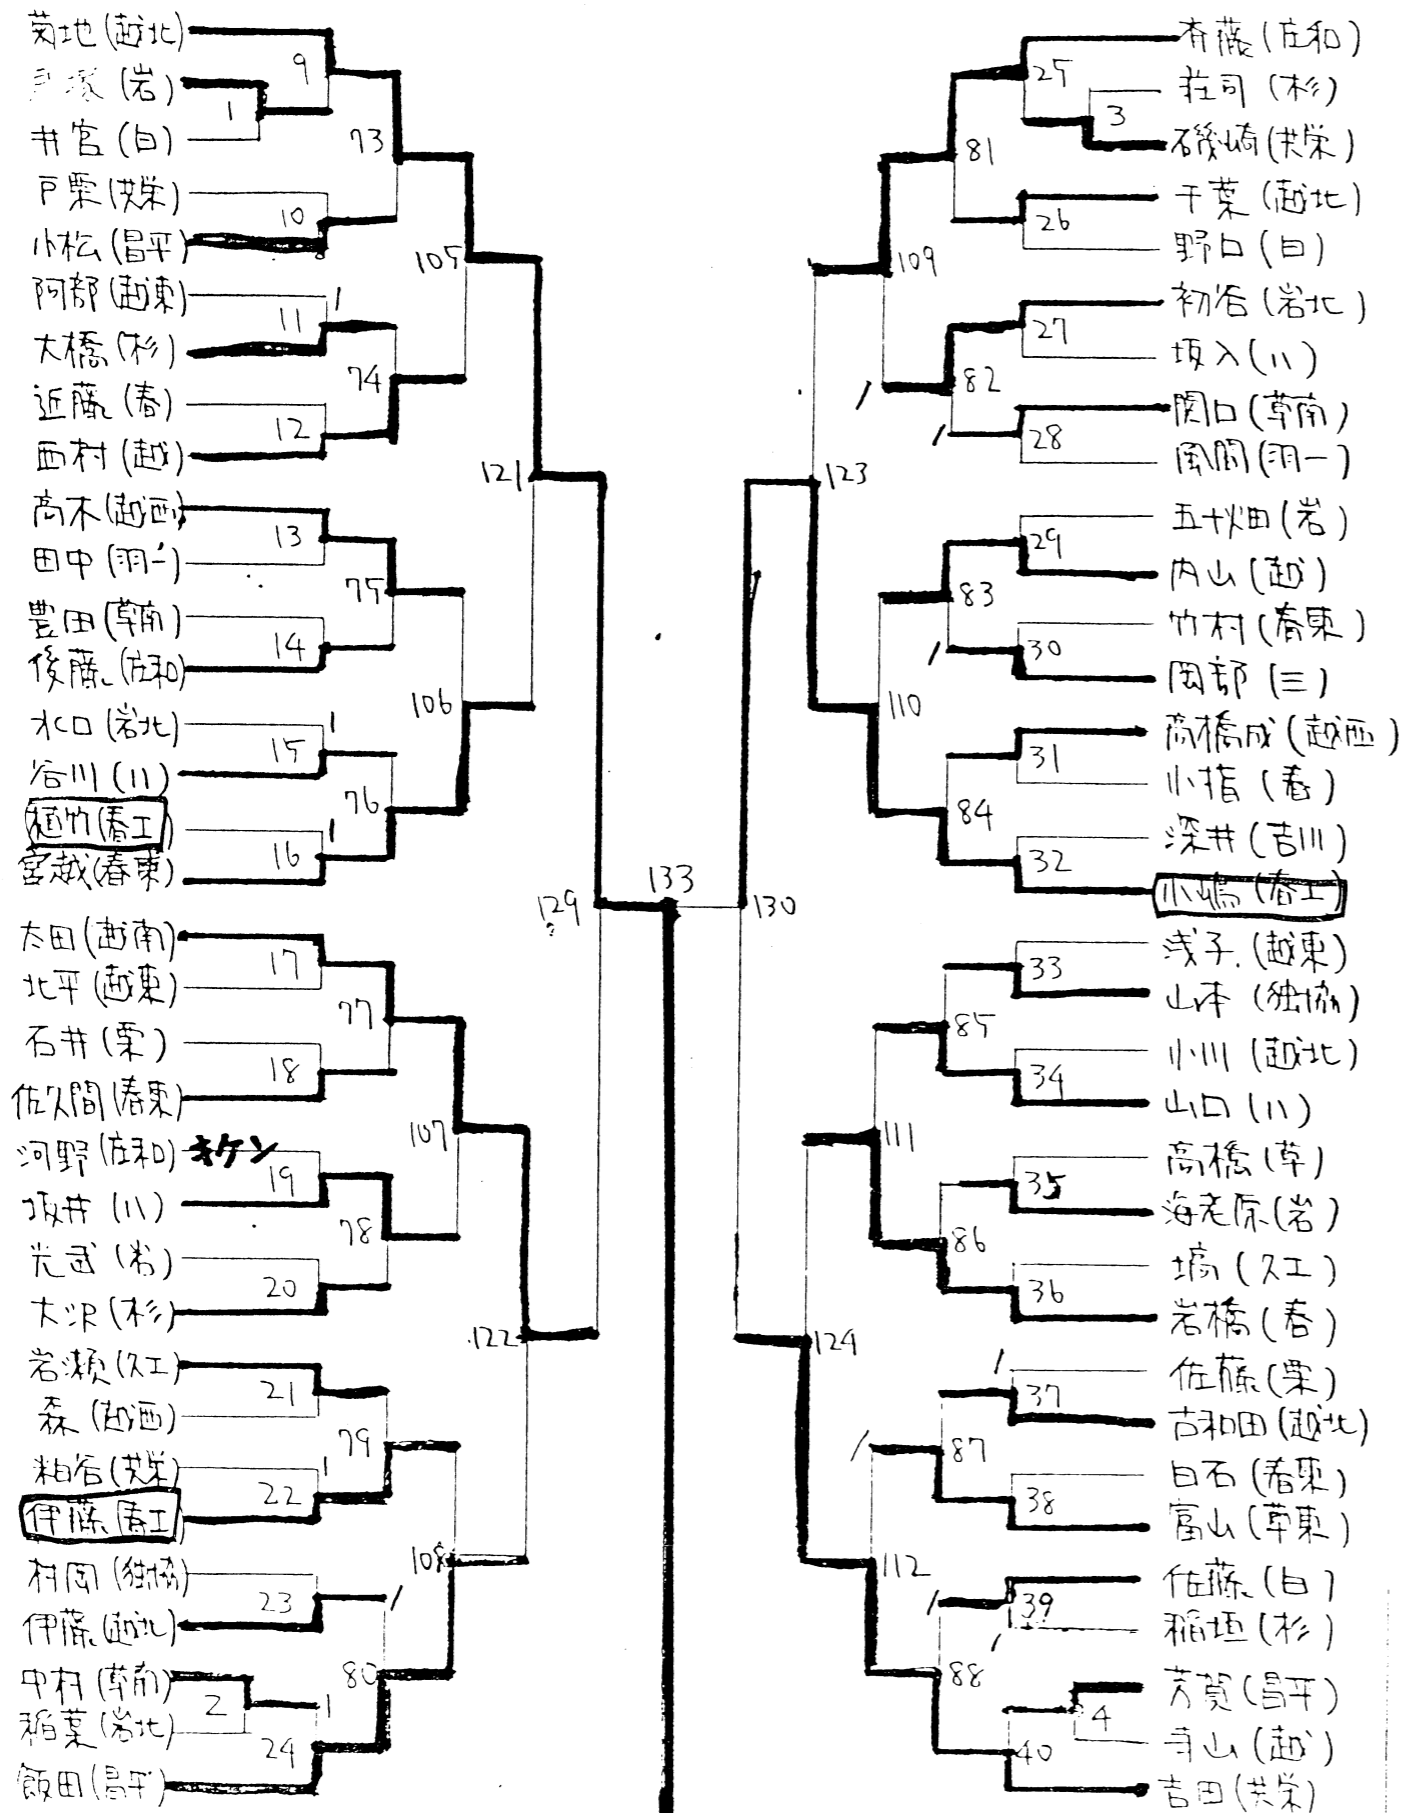 菊地(越北)
戸塚(岩)
井宮(白)
戸栗(共栄)
小松(昌平)
阿部(越東)
大橋(杉)
近藤(春)
西村(越)
高木(越西)
田中(羽一)
豊田(草南)
後藤(庄和)
水口(岩北)
谷川(八)
植竹(春工)
宮越(春東)
太田(越南)
北平(越東)
石井(栗)
佐久間(春東)
河野(庄和) キケン
坂井(八)
光武(岩)
大沢(杉)
岩瀬(久工)
森(越西)
粕谷(共栄)
伊藤(春工)
村岡(独協)
伊藤(越北)
中村(草南)
稲葉(岩北)
飯田(昌平)
1
2
9
10
11
12
13
14
15
16
17
18
19
20
21
22
23
24
73
74
75
76
77
78
79
80
105
106
107
108
121
122
129
133
130
123
124
109
110
111
112
81
82
83
84
85
86
87
88
25
26
27
28
29
30
31
32
33
34
35
36
37
38
39
40
3
4
斉藤(庄和)
荘司(杉)
磯崎(共栄)
千葉(越北)
野口(白)
初谷(岩北)
坂入(八)
関口(草南)
風間(羽一)
五十畑(岩)
内山(越)
竹村(春東)
岡部(三)
高橋成(越西)
小指(春)
深井(吉川)
小嶋(春工)
浅子(越東)
山本(独協)
小川(越北)
山口(八)
高橋(草)
海老原(岩)
塙(久工)
岩橋(春)
佐藤(栗)
古和田(越北)
白石(春東)
富山(草東)
佐藤(白)
稲垣(杉)
芳賀(昌平)
寺山(越)
吉田(共栄)